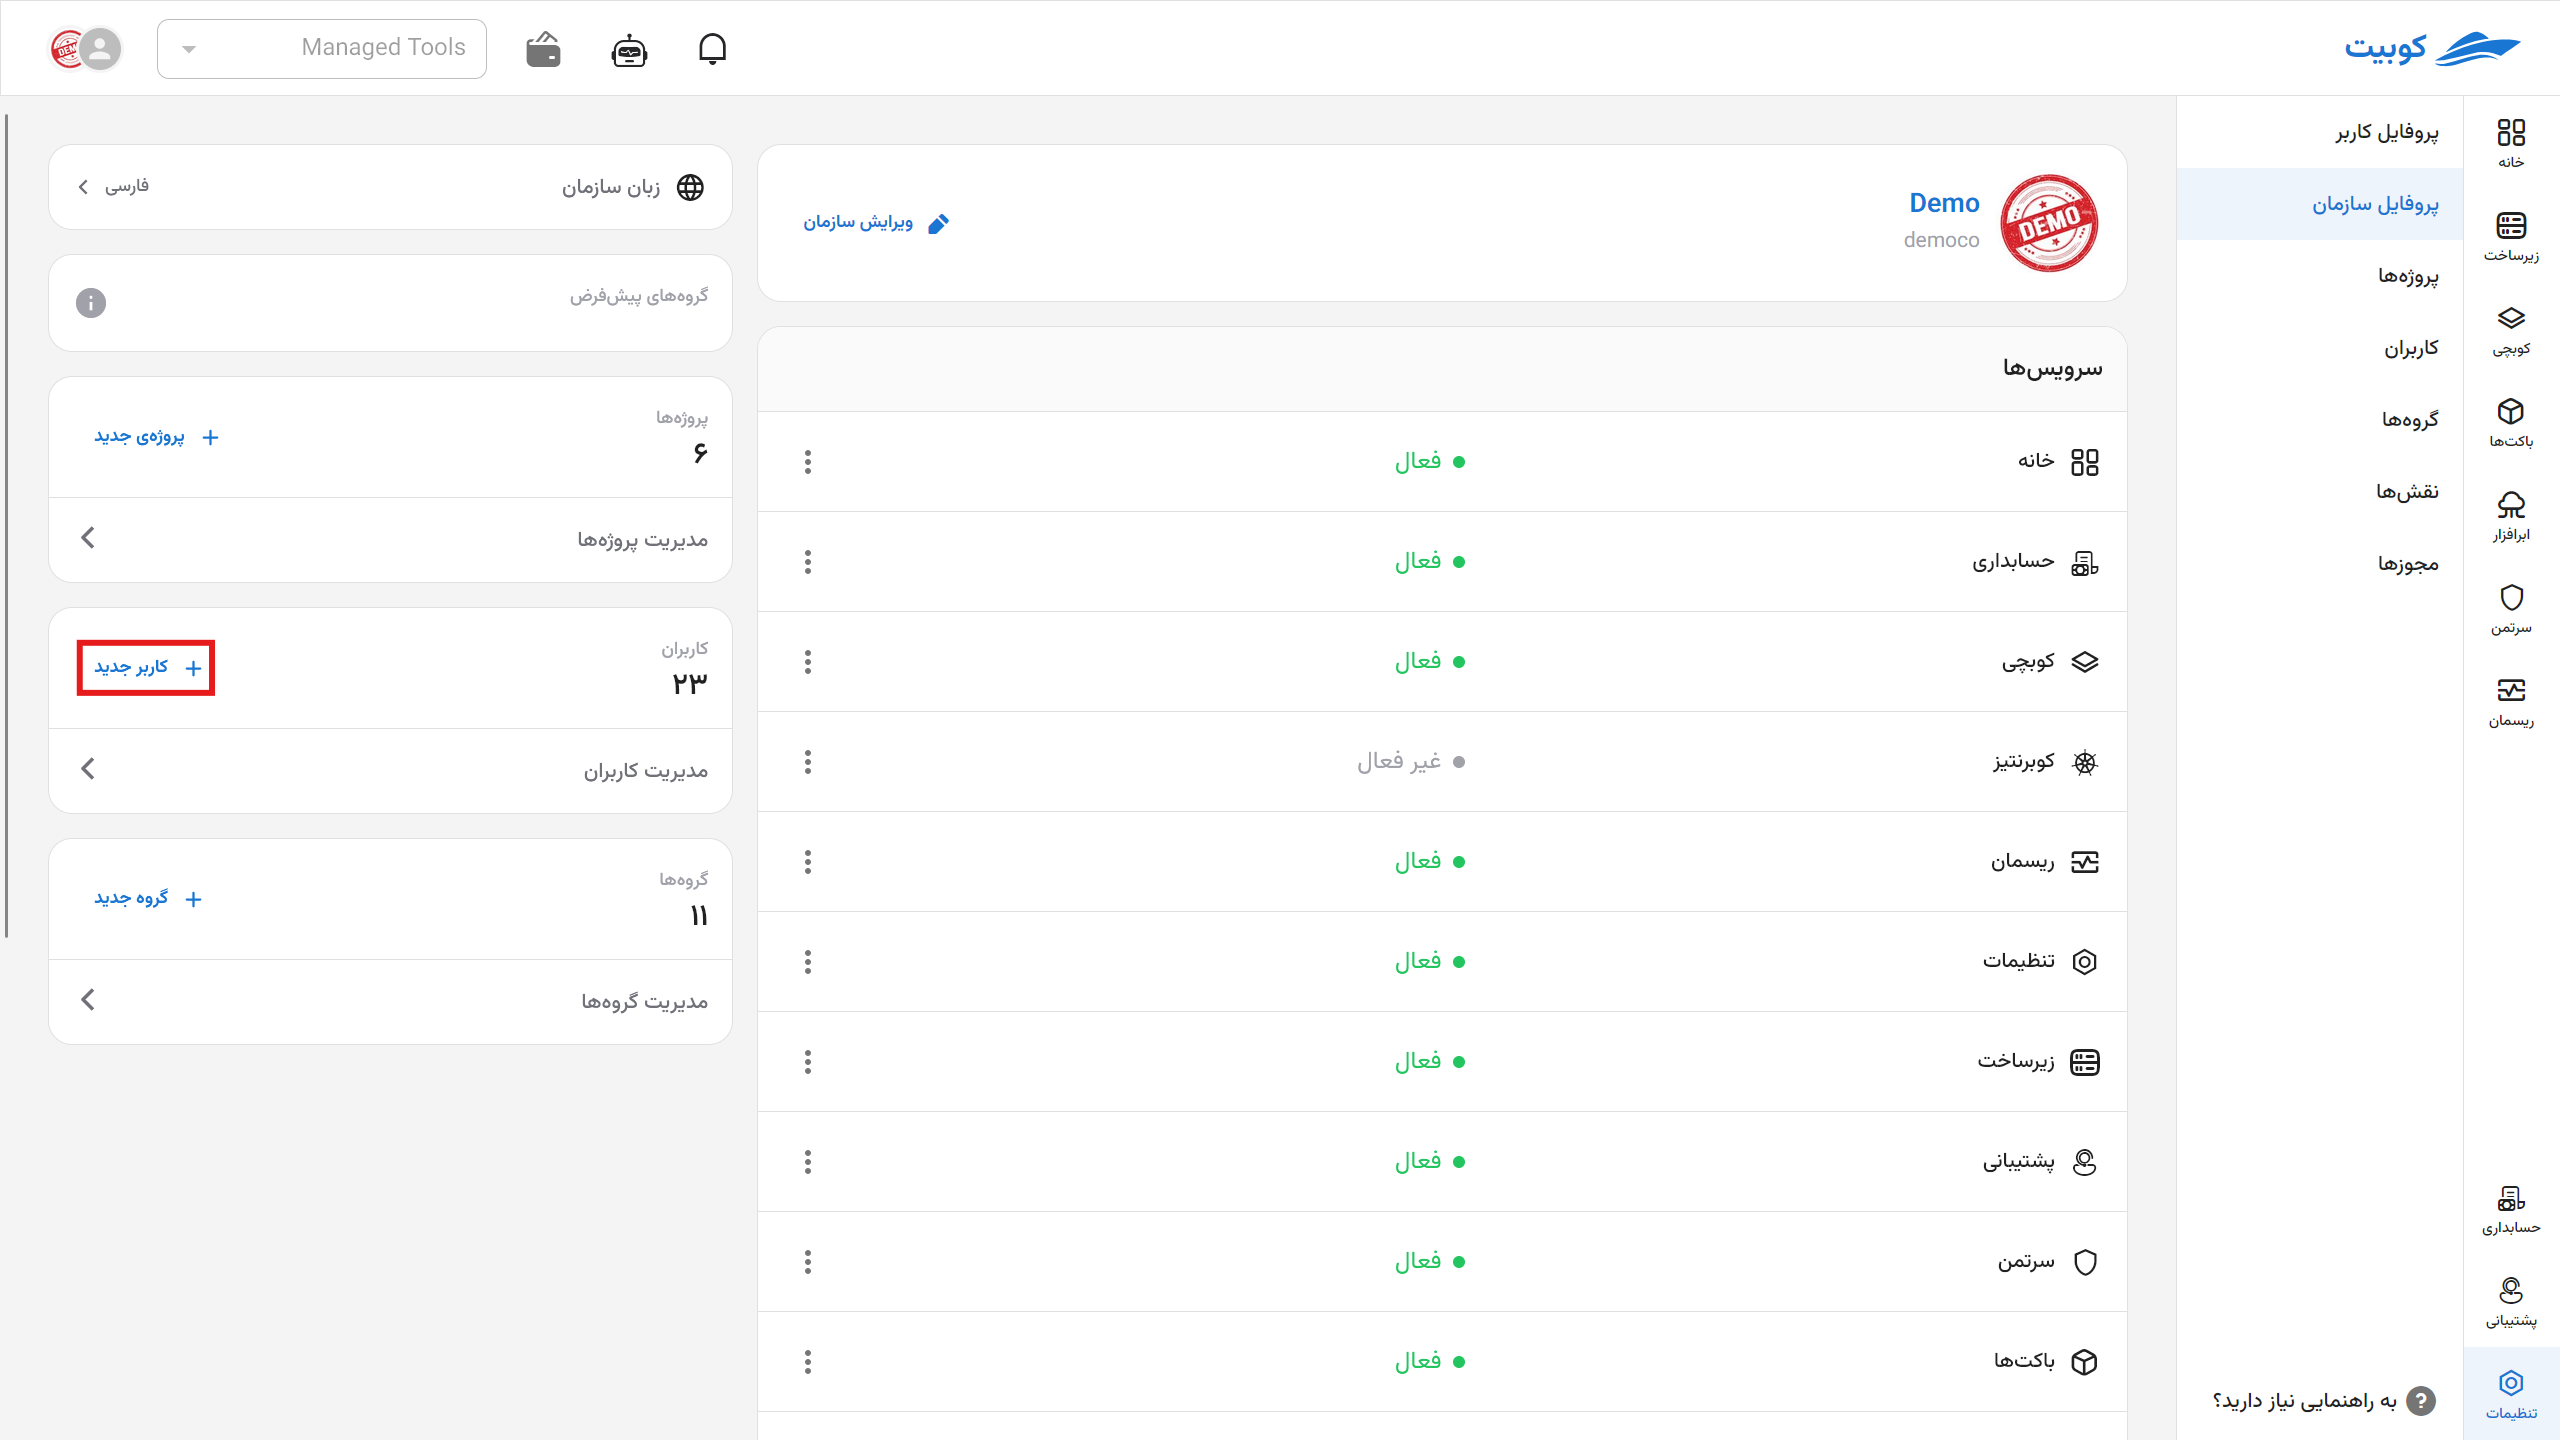 کوبیت
Managed Tools
DEMO
خانه
زیرساخت
کوبچی
باکت‌ها
ابرافزار
سرتمن
ریسمان
حسابداری
پشتیبانی
تنظیمات
پروفایل کاربر
پروفایل سازمان
پروژه‌ها
کاربران
گروه‌ها
نقش‌ها
مجوزها
به راهنمایی نیاز دارید؟
DEMO
Demo
democo
ویرایش سازمان
سرویس‌ها
خانه فعال
حسابداری فعال
کوبچی فعال
کوبرنتیز غیر فعال
ریسمان فعال
تنظیمات فعال
زیرساخت فعال
پشتیبانی فعال
سرتمن فعال
باکت‌ها فعال
زبان سازمان فارسی
گروه‌های پیش‌فرض
پروژه‌ها
۶
+ پروژه‌ی جدید
مدیریت پروژه‌ها
کاربران
۲۳
+ کاربر جدید
مدیریت کاربران
گروه‌ها
۱۱
+ گروه جدید
مدیریت گروه‌ها